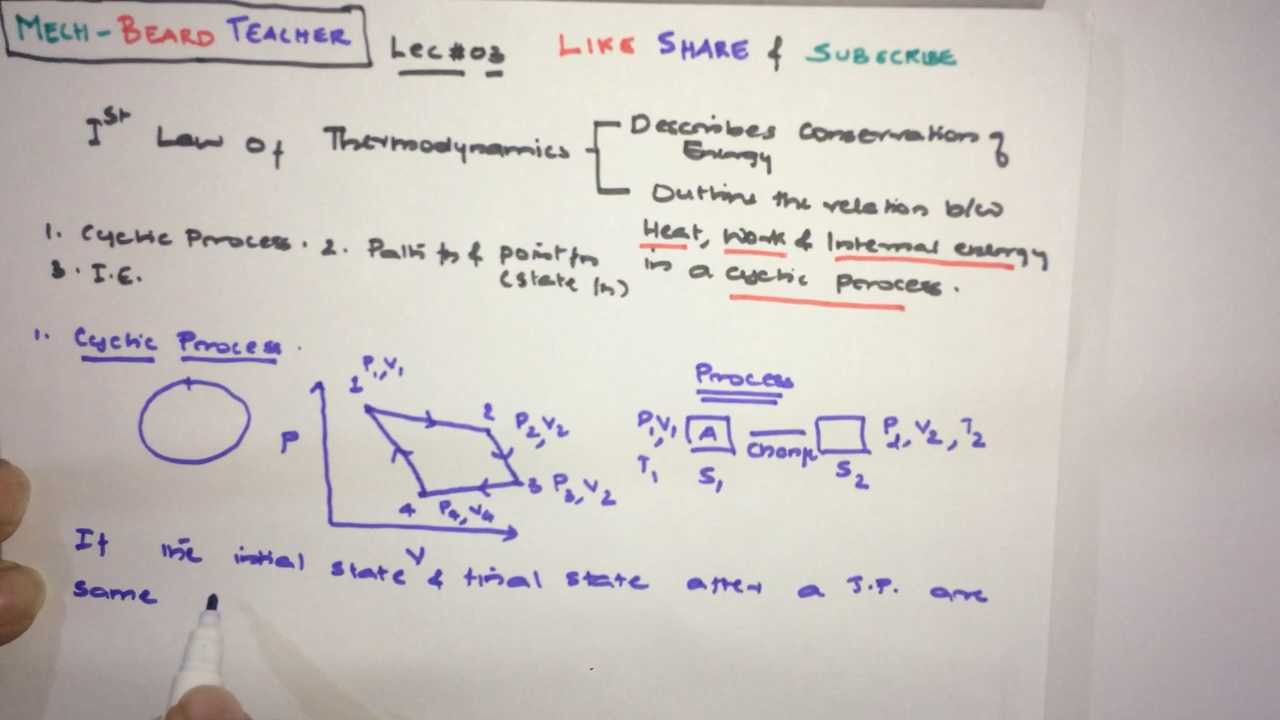 MECH-BEARD TEACHER
Lec#03
LIKE SHARE & SUBSCRIBE
Ist Law Of Thermodynamics
Describes Conservation of
Energy
Outline the relation b/w
Heat, Work & Internal energy
in a cyclic process.
1. Cyclic Process. 2. Path fn & point fn
(state fn)
3. I.E.
1. Cyclic Process.
P
V
1 P1,V1
2 P2,V2
3 P3,V2
4 P4,V4
Process
P1V1 A Change P2,V2,T2
T1 S1 S2
If the initial state & final state after a are
same